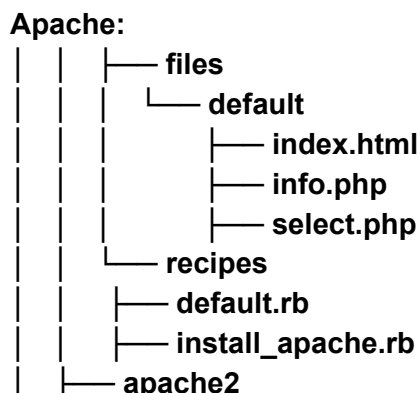 Apache:
│ │ ├── files
│ │ │ └── default
│ │ │ ├── index.html
│ │ │ ├── info.php
│ │ │ ├── select.php
│ │ └── recipes
│ │ ├── default.rb
│ │ ├── install_apache.rb
│ ├── apache2